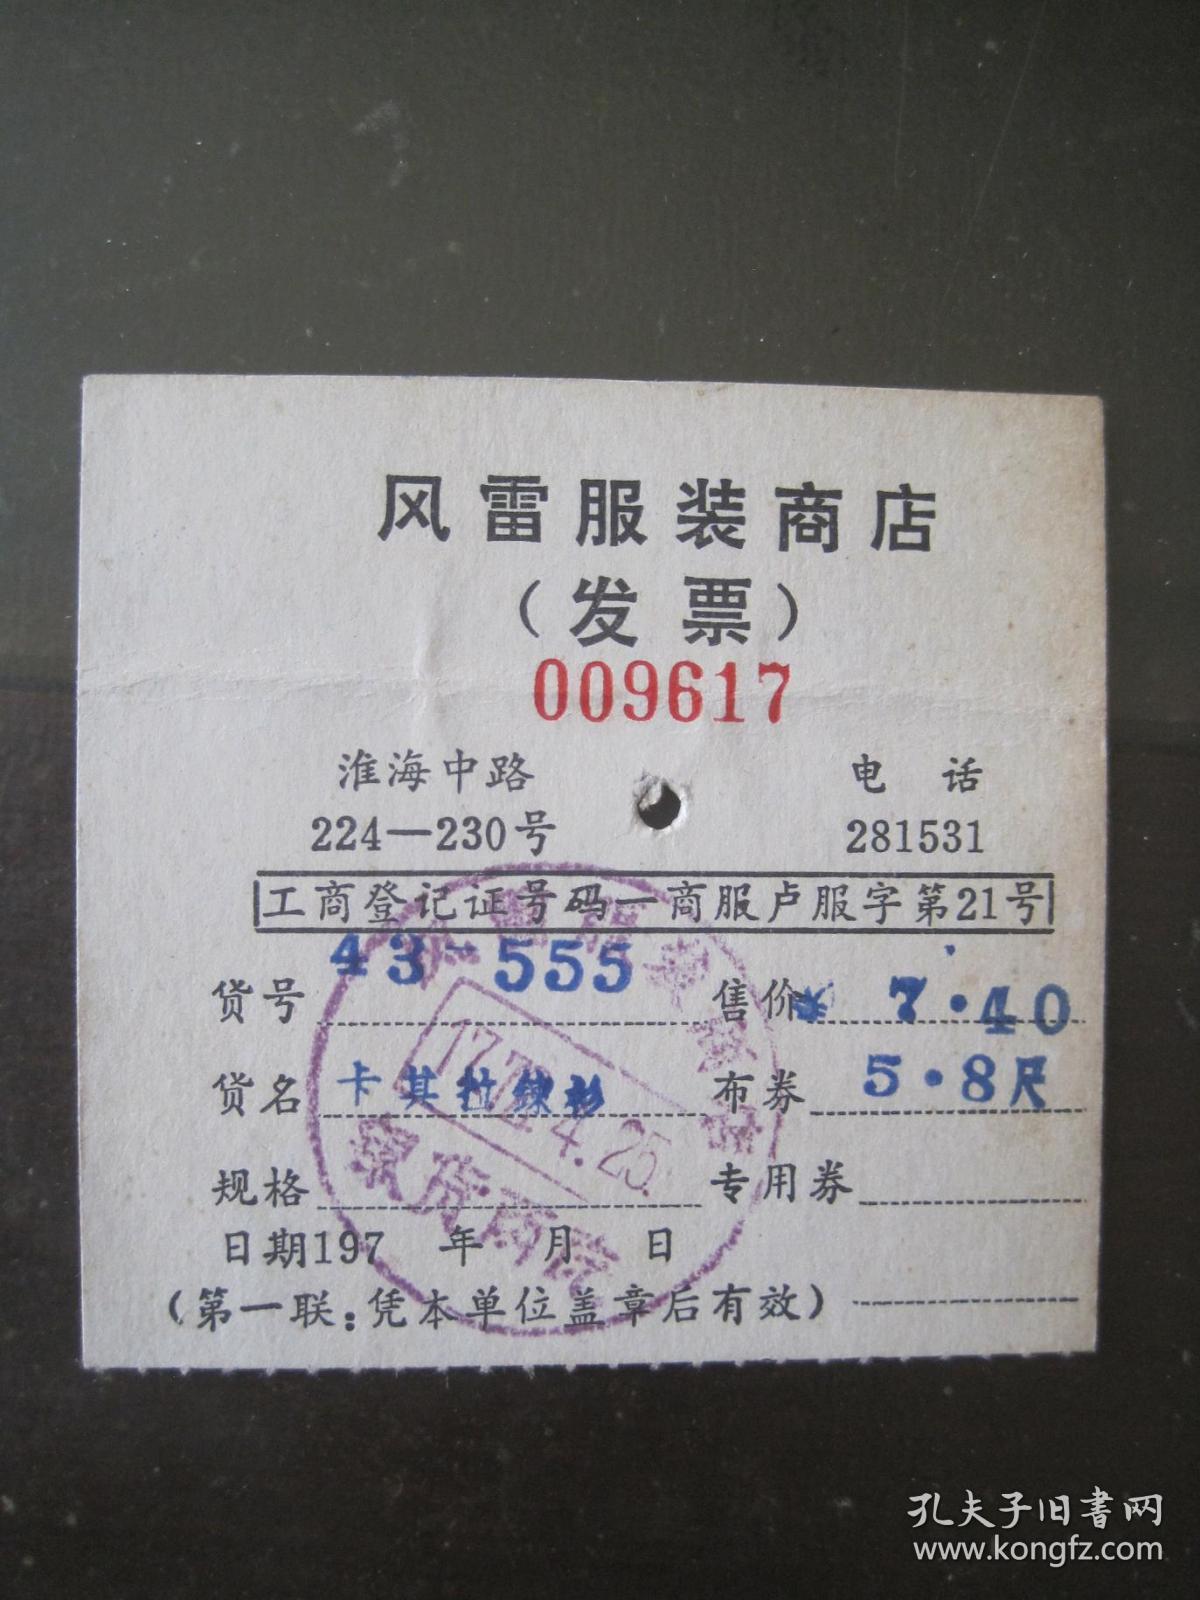 风雷服装商店
（发票）
009617
淮海中路
224—230号
电 话
281531
工商登记证号码一商服卢服字第21号
货号 43-555 售价 ¥ 7.40
货名 卡其拉链衫 布券 5.8尺
规格 专用券
日期197 年 月 日
（第一联：凭本单位盖章后有效）
4.25
孔夫子旧书网
www.kongfz.com